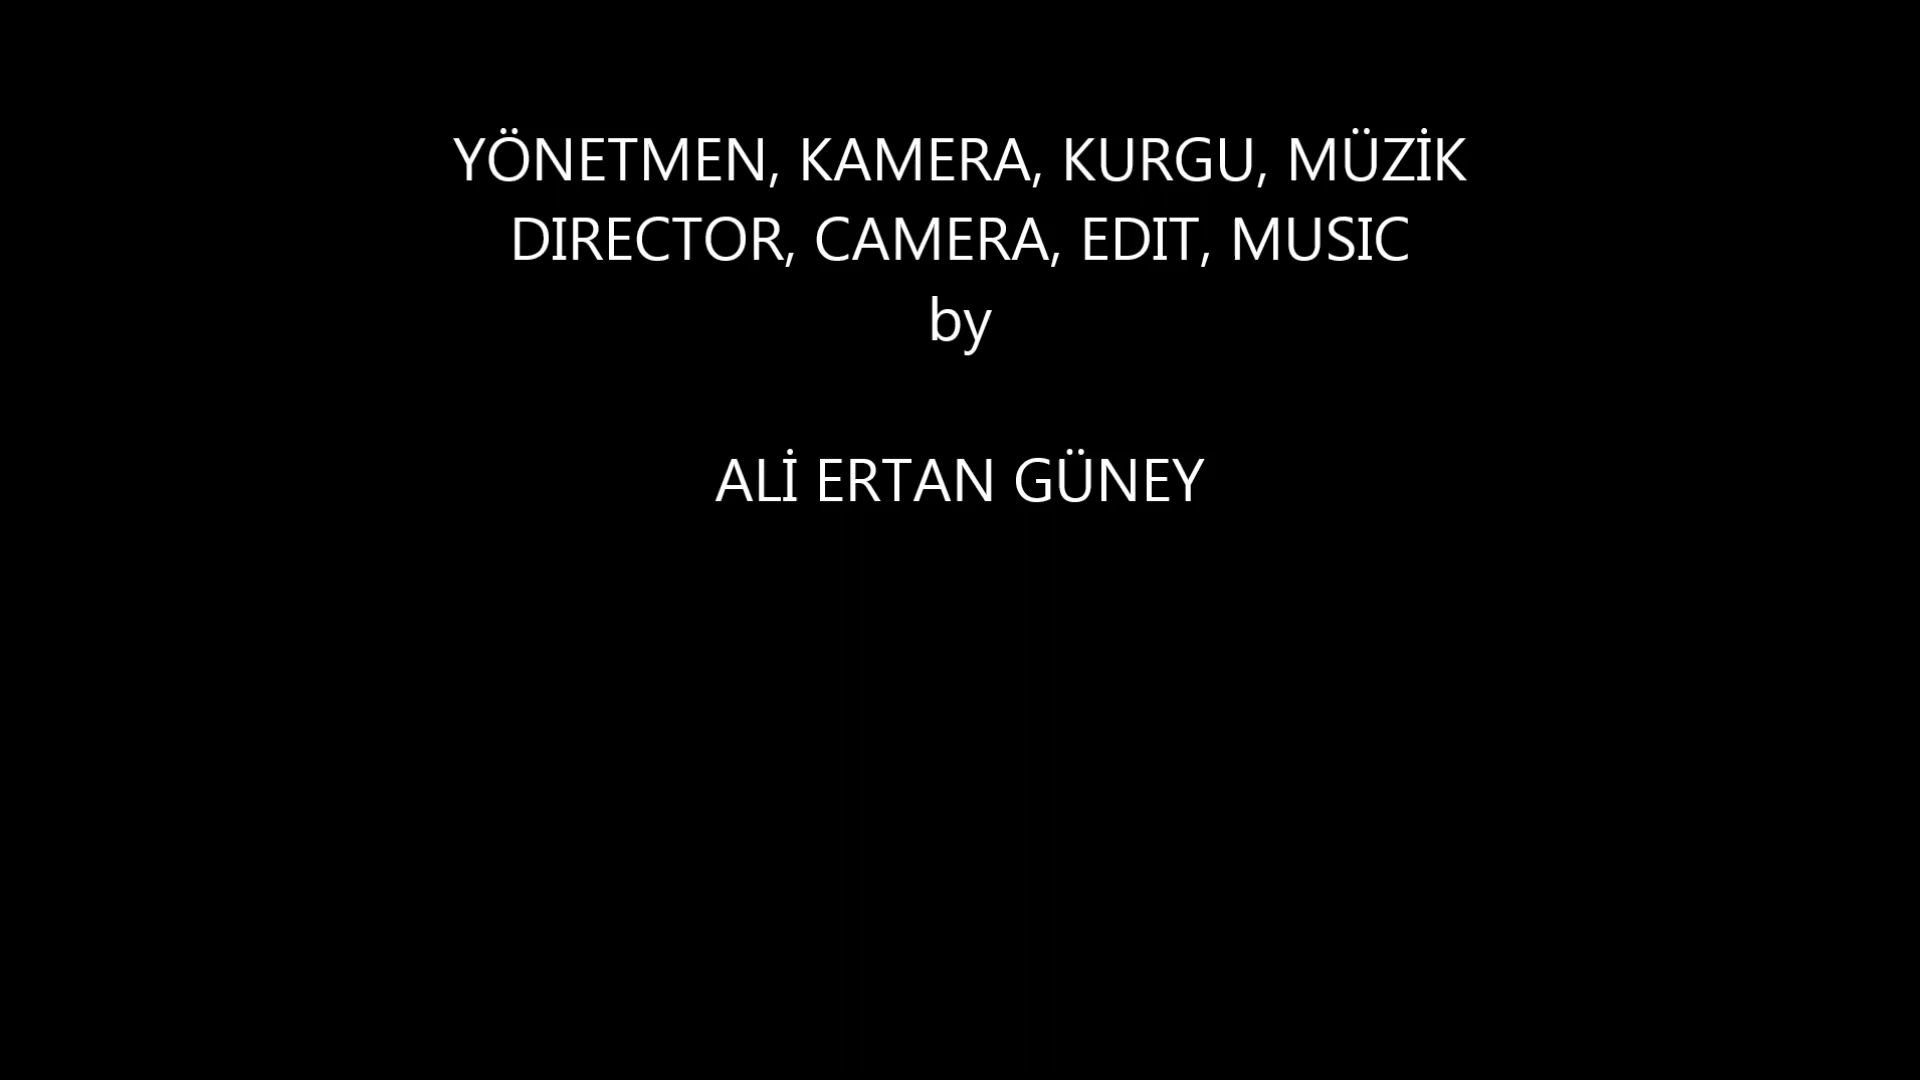 YÖNETMEN, KAMERA, KURGU, MÜZİK
DIRECTOR, CAMERA, EDIT, MUSIC
by
ALİ ERTAN GÜNEY